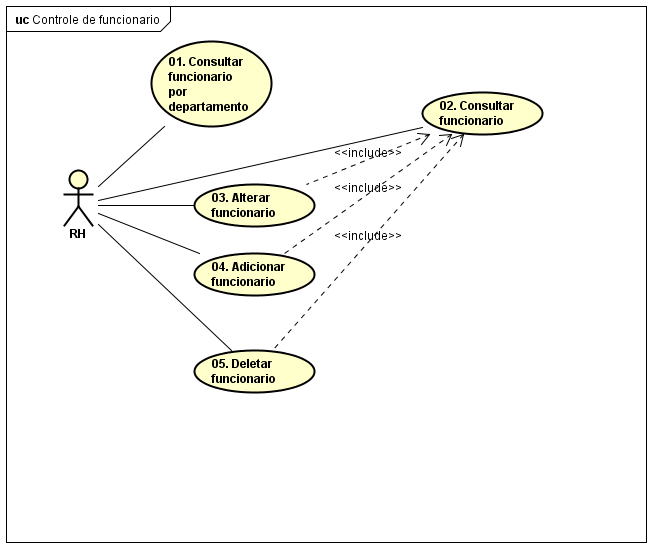 uc Controle de funcionario
01. Consultar
funcionario
por
departamento
02. Consultar
funcionario
<<include>>
<<include>>
03. Alterar
funcionario
RH
<<include>>
04. Adicionar
funcionario
05. Deletar
funcionario